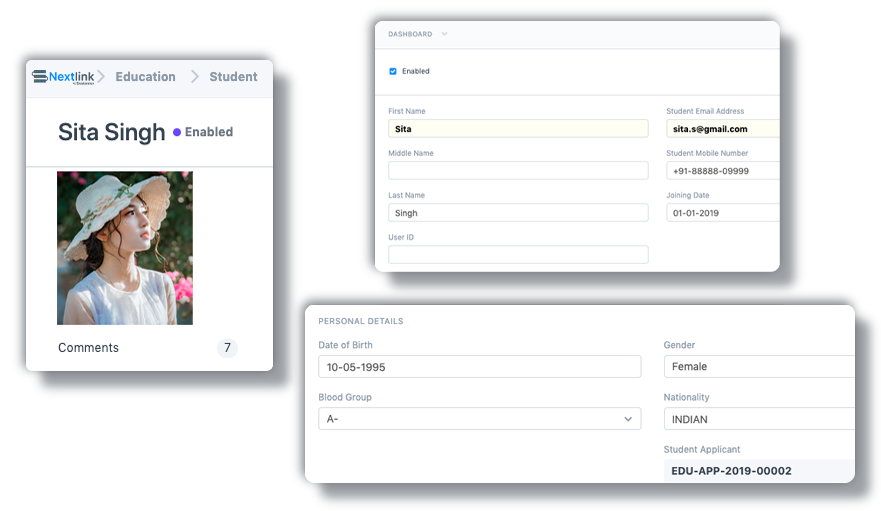 Nextlink
Education
Student
Sita Singh
Enabled
Comments
7
DASHBOARD
Enabled
First Name
Sita
Student Email Address
sita.s@gmail.com
Middle Name
Student Mobile Number
+91-88888-09999
Last Name
Singh
Joining Date
01-01-2019
User ID
PERSONAL DETAILS
Date of Birth
10-05-1995
Gender
Female
Blood Group
A-
Nationality
INDIAN
Student Applicant
EDU-APP-2019-00002